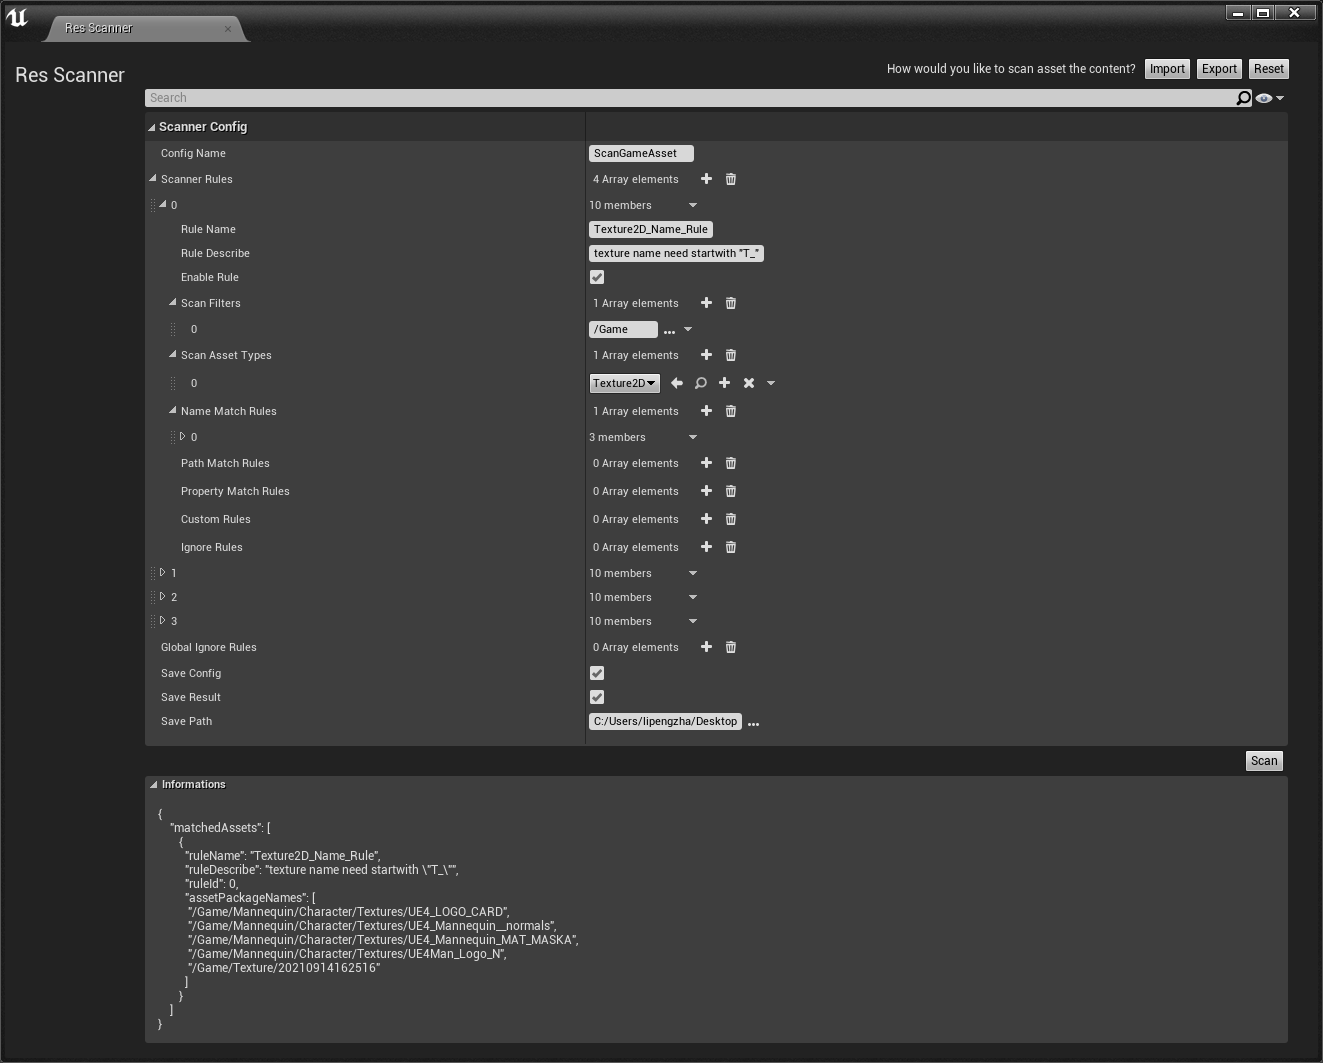 Res Scanner
Res Scanner
How would you like to scan asset the content? Import Export Reset
Search
Scanner Config
Config Name ScanGameAsset
Scanner Rules 4 Array elements
0 10 members
Rule Name Texture2D_Name_Rule
Rule Describe texture name need startwith "T_"
Enable Rule
Scan Filters 1 Array elements
0 /Game ...
Scan Asset Types 1 Array elements
0 Texture2D
Name Match Rules 1 Array elements
0 3 members
Path Match Rules 0 Array elements
Property Match Rules 0 Array elements
Custom Rules 0 Array elements
Ignore Rules 0 Array elements
1 10 members
2 10 members
3 10 members
Global Ignore Rules 0 Array elements
Save Config
Save Result
Save Path C:/Users/lipengzha/Desktop ...
Scan
Informations
{
"matchedAssets": [
{
"ruleName": "Texture2D_Name_Rule",
"ruleDescribe": "texture name need startwith \"T_\"",
"ruleId": 0,
"assetPackageNames": [
"/Game/Mannequin/Character/Textures/UE4_LOGO_CARD",
"/Game/Mannequin/Character/Textures/UE4_Mannequin__normals",
"/Game/Mannequin/Character/Textures/UE4_Mannequin_MAT_MASKA",
"/Game/Mannequin/Character/Textures/UE4Man_Logo_N",
"/Game/Texture/20210914162516"
]
}
]
}